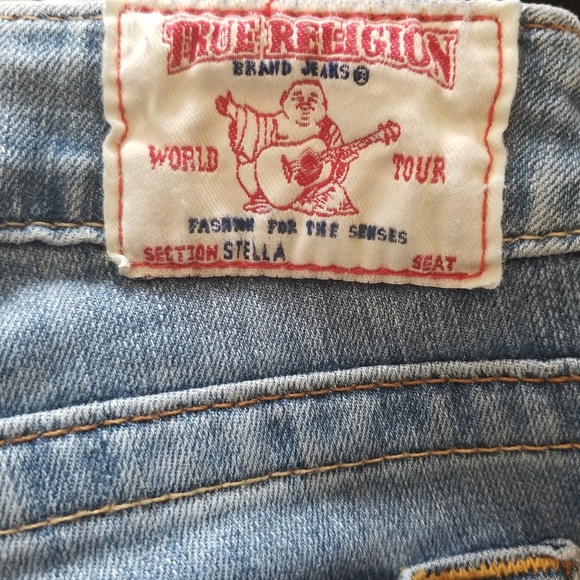 TRUE RELIGION
BRAND JEANS®
WORLD TOUR
FASHION FOR THE SENSES
SECTION STELLA SEAT